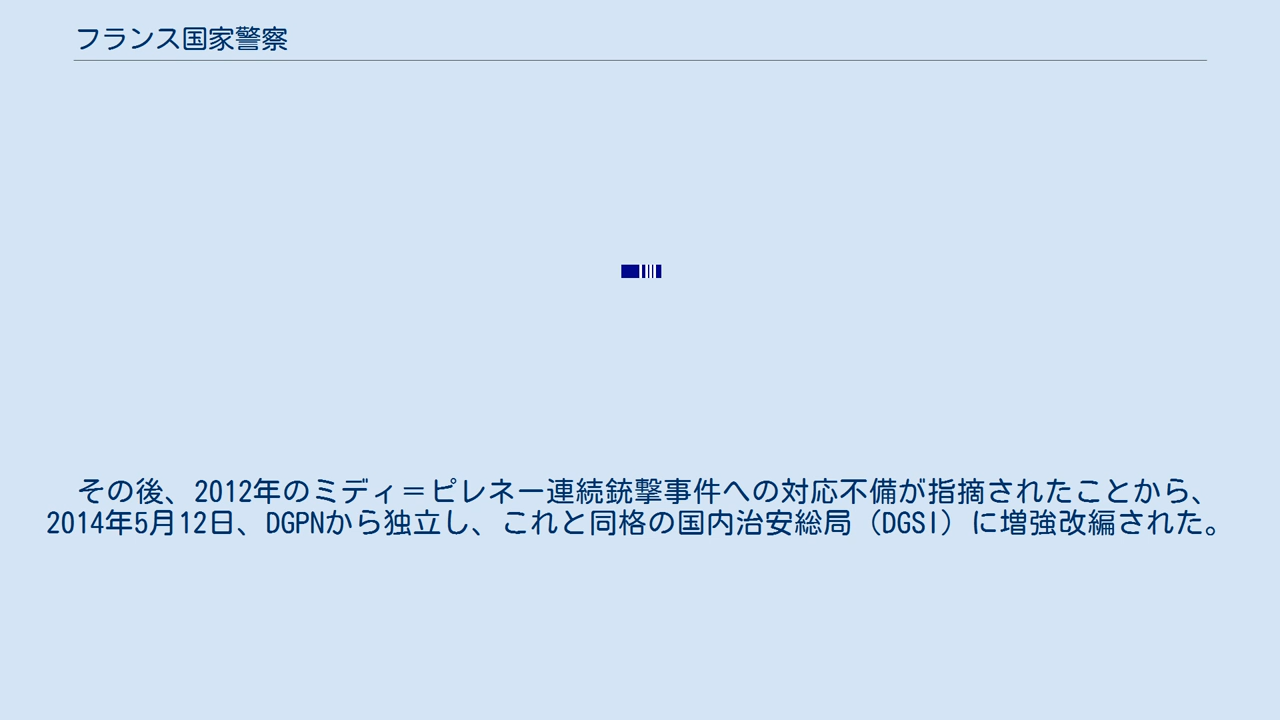 フランス国家警察
その後、2012年のミディ＝ピレネー連続銃撃事件への対応不備が指摘されたことから、
2014年5月12日、DGPNから独立し、これと同格の国内治安総局（DGSI）に増強改編された。